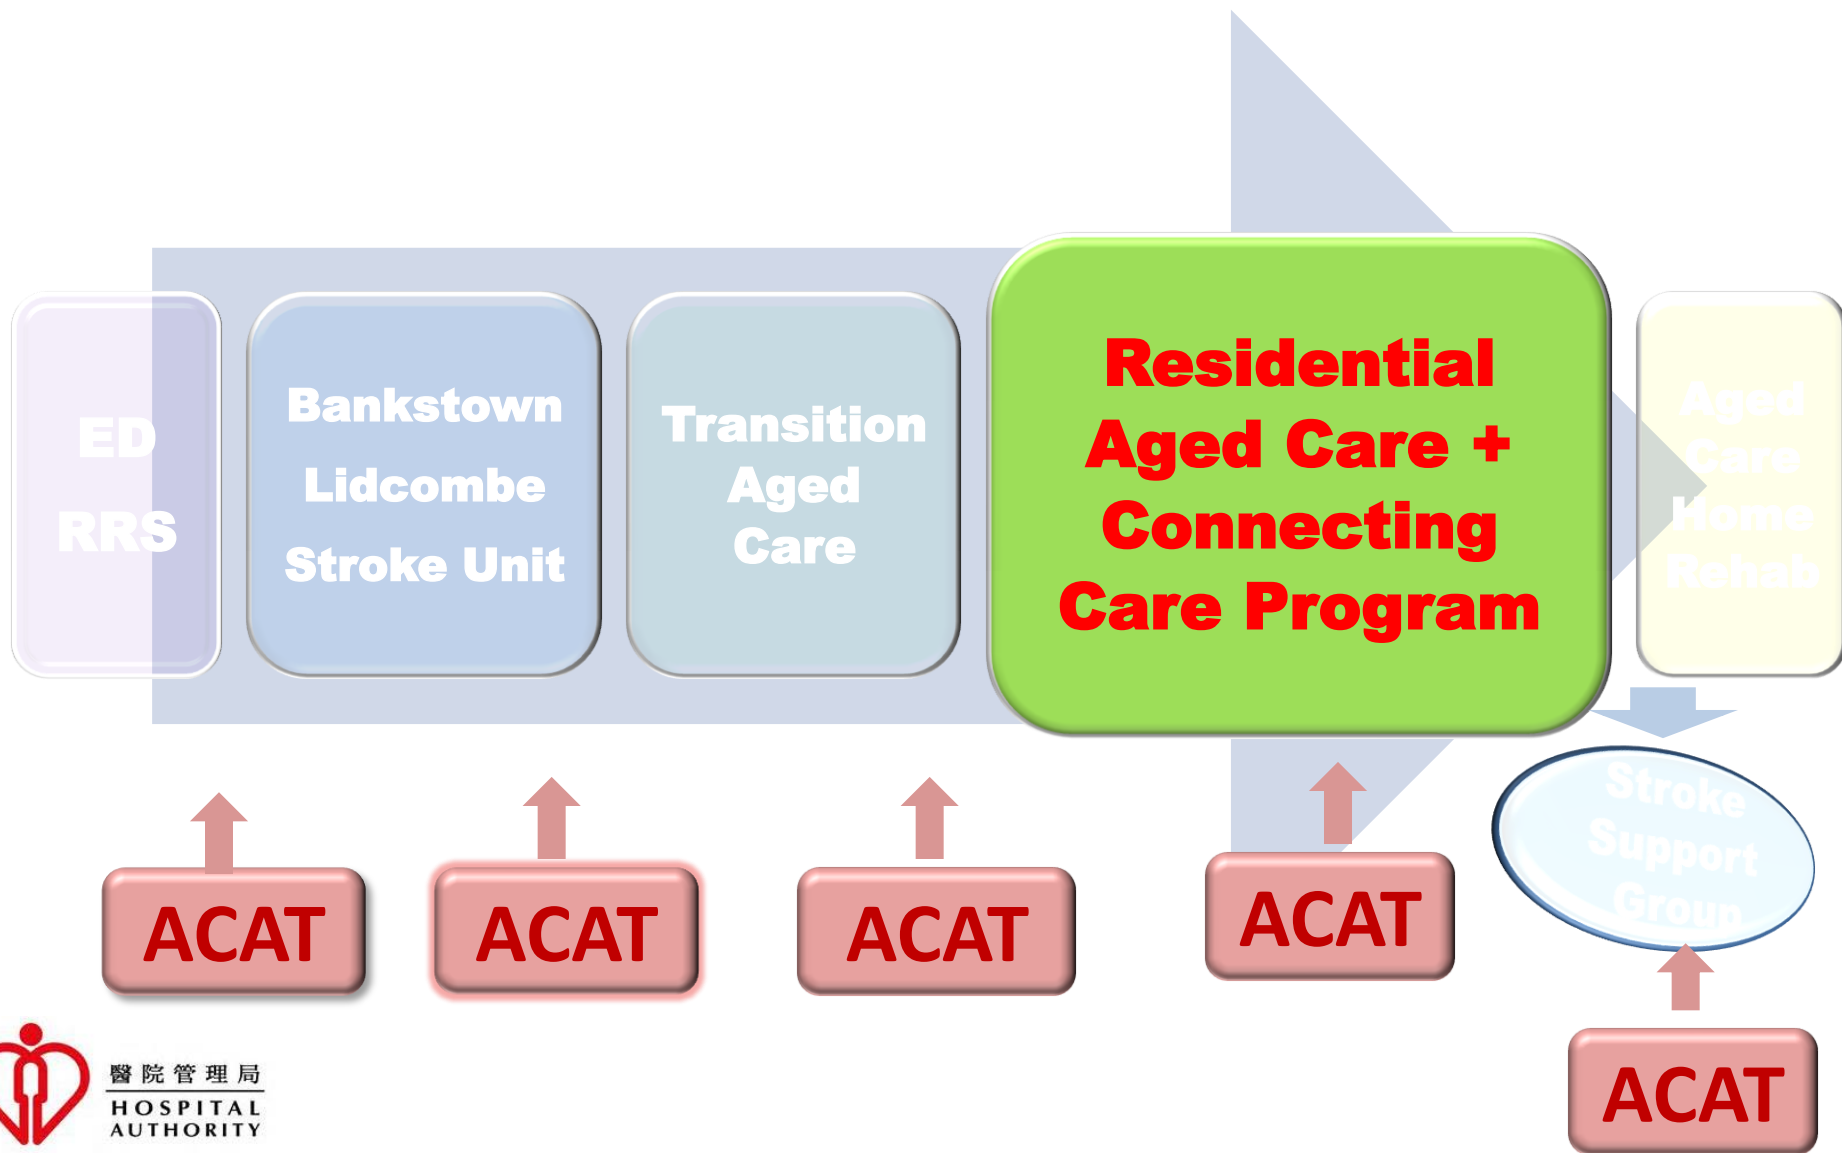 ED
RRS
Bankstown
Lidcombe
Stroke Unit
Transition
Aged
Care
Residential
Aged Care +
Connecting
Care Program
Aged
Care
Home
Rehab
Stroke
Support
Group
ACAT
ACAT
ACAT
ACAT
ACAT
醫院管理局
HOSPITAL
AUTHORITY